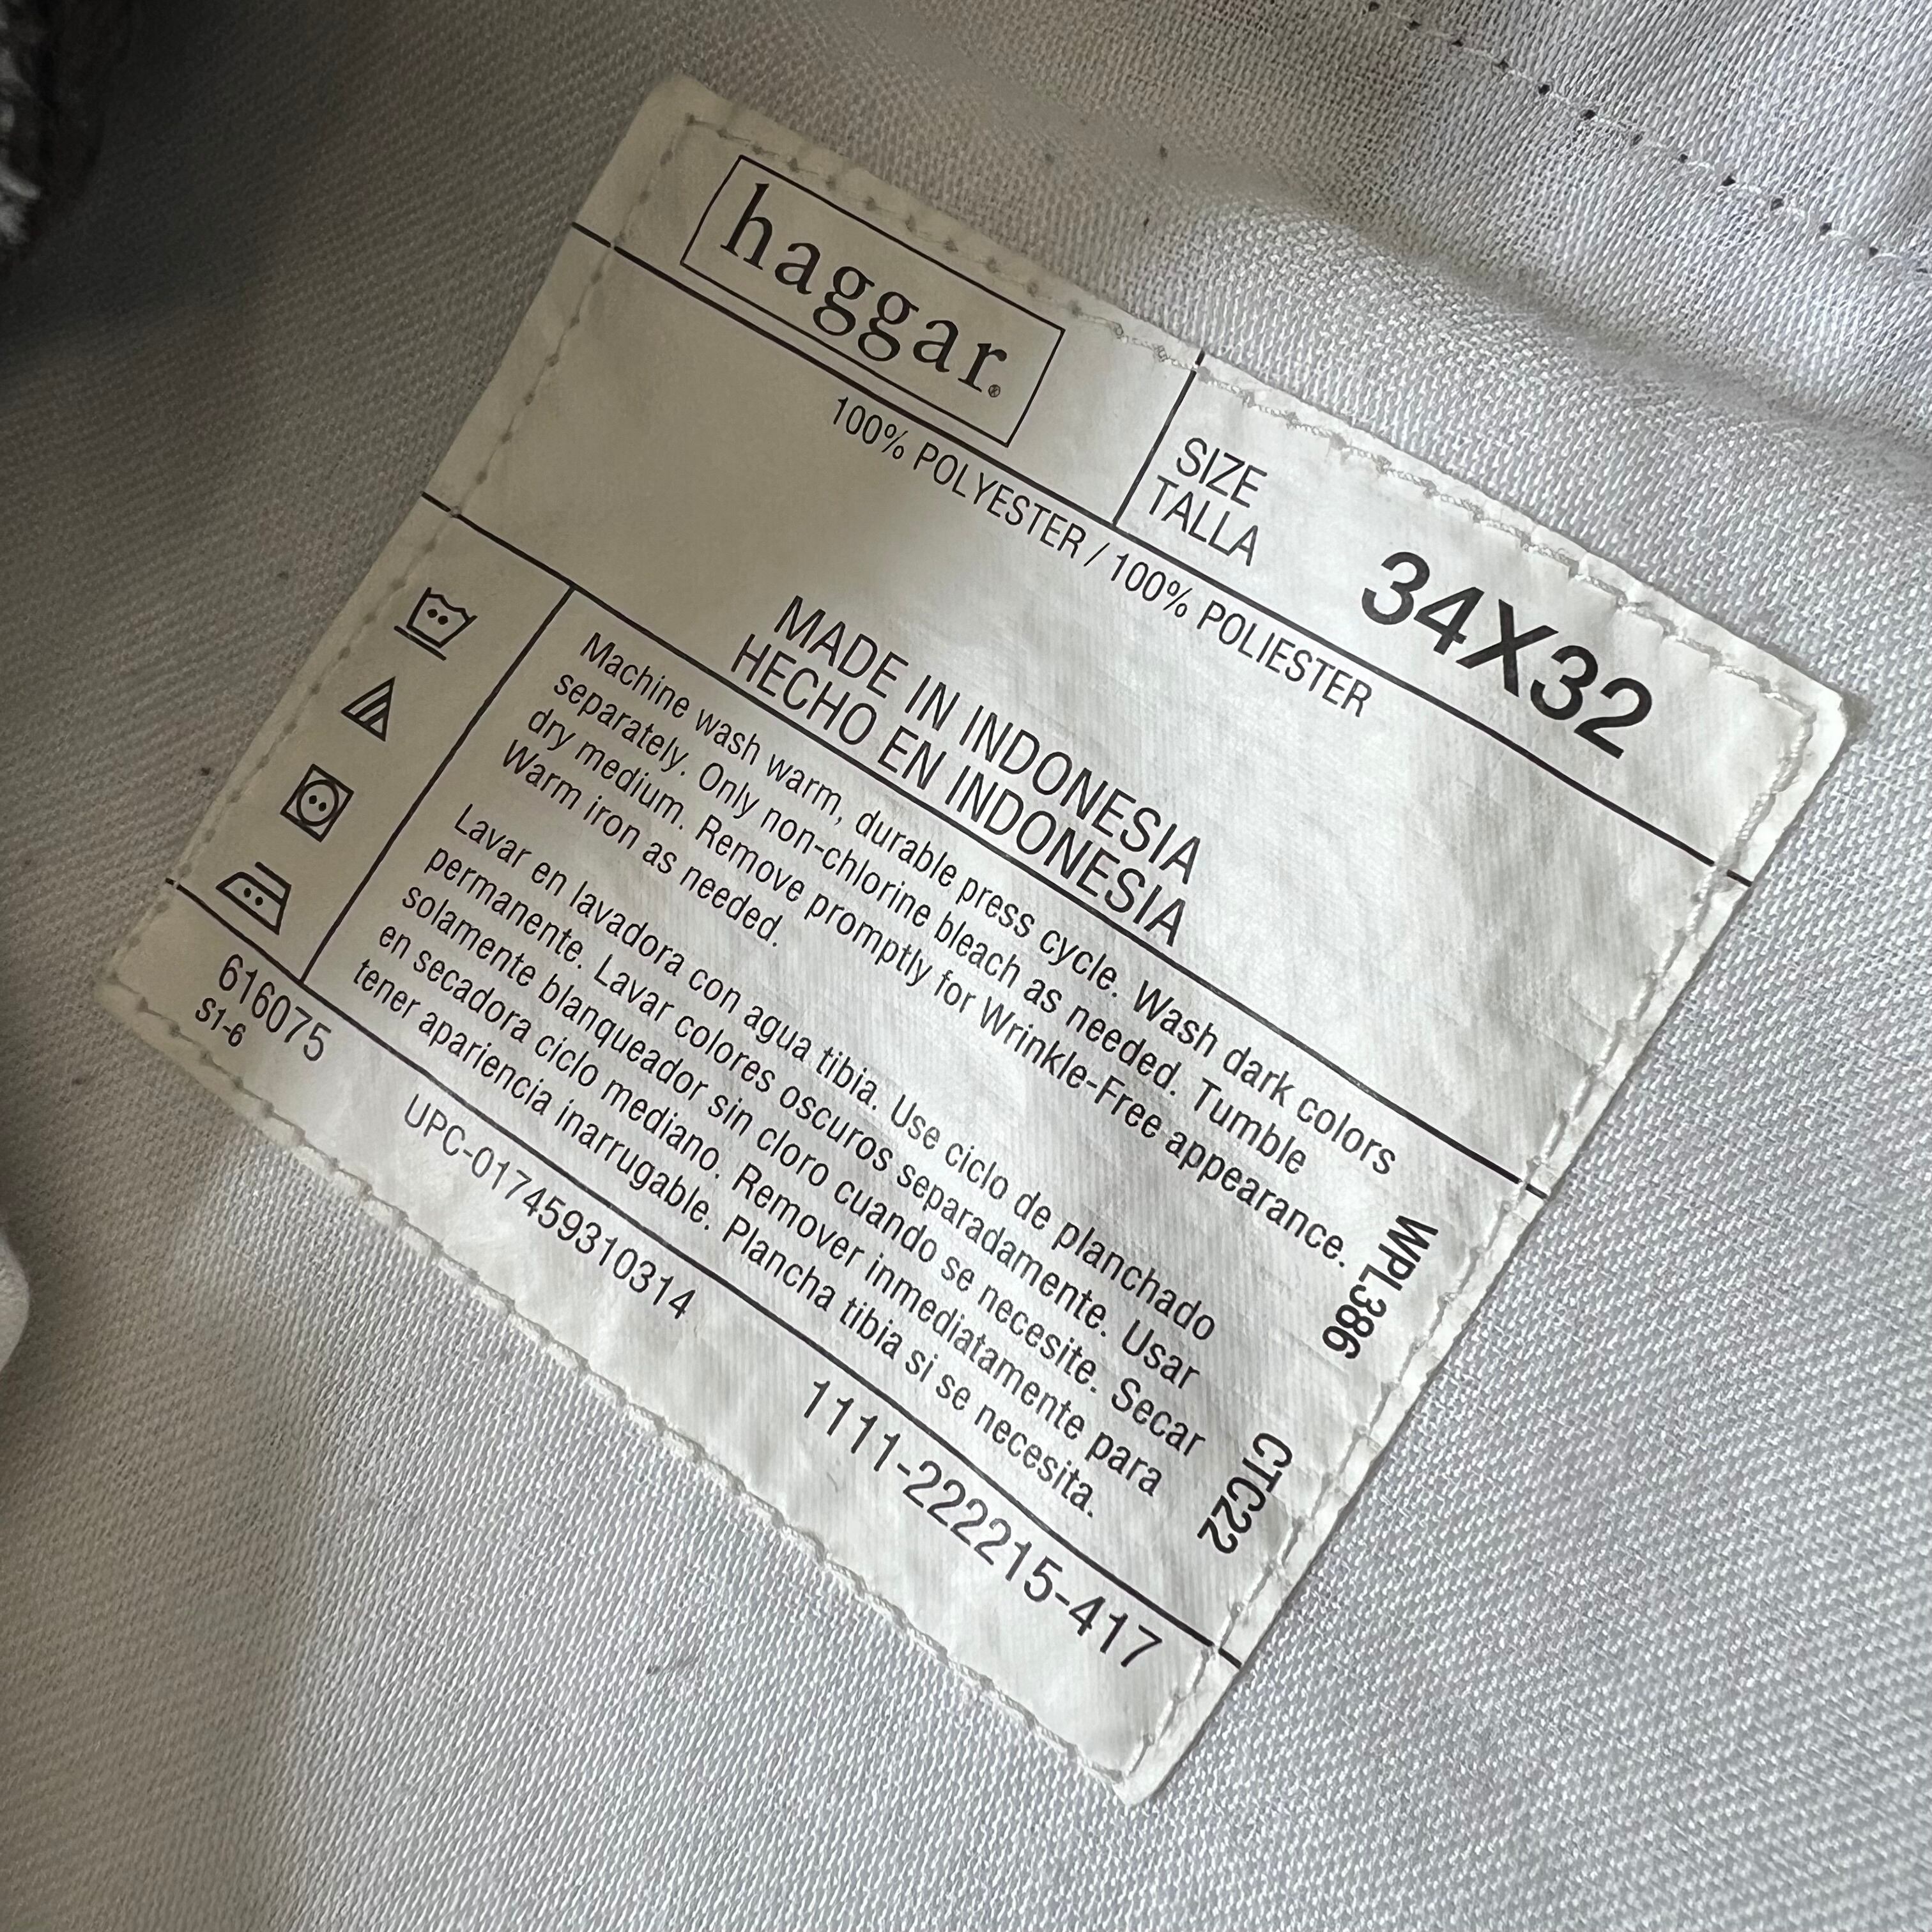 haggar®
SIZE
TALLA
34X32
100% POLYESTER / 100% POLIESTER
MADE IN INDONESIA
HECHO EN INDONESIA
Machine wash warm, durable press cycle. Wash dark colors
separately. Only non-chlorine bleach as needed. Tumble
dry medium. Remove promptly for Wrinkle-Free appearance.
Warm iron as needed.
Lavar en lavadora con agua tibia. Use ciclo de planchado
permanente. Lavar colores oscuros separadamente. Usar
solamente blanqueador sin cloro cuando se necesite. Secar
en secadora ciclo mediano. Remover inmediatamente para
tener apariencia inarrugable. Plancha tibia si se necesita.
WPL386
CTC22
616075
S1-6
UPC-017459310314
1111-222215-417